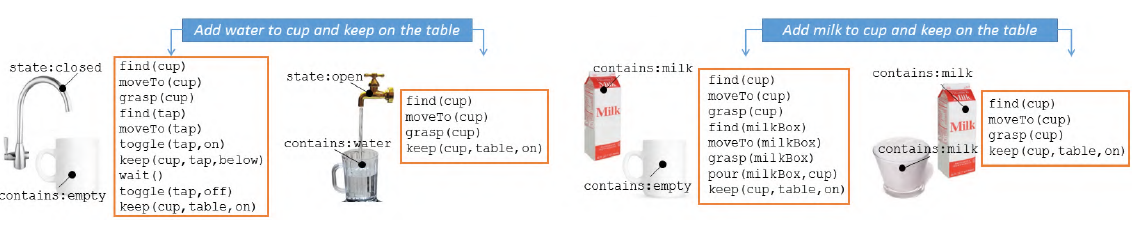 Add water to cup and keep on the table
state:closed
contains:empty
find(cup)
moveTo(cup)
grasp(cup)
find(tap)
moveTo(tap)
toggle(tap,on)
keep(cup,tap,below)
wait()
toggle(tap,off)
keep(cup,table,on)
state:open
contains:water
find(cup)
moveTo(cup)
grasp(cup)
keep(cup,table,on)
Add milk to cup and keep on the table
contains:milk
Milk
contains:empty
find(cup)
moveTo(cup)
grasp(cup)
find(milkBox)
moveTo(milkBox)
grasp(milkBox)
pour(milkBox,cup)
keep(cup,table,on)
contains:milk
Milk
contains:milk
find(cup)
moveTo(cup)
grasp(cup)
keep(cup,table,on)